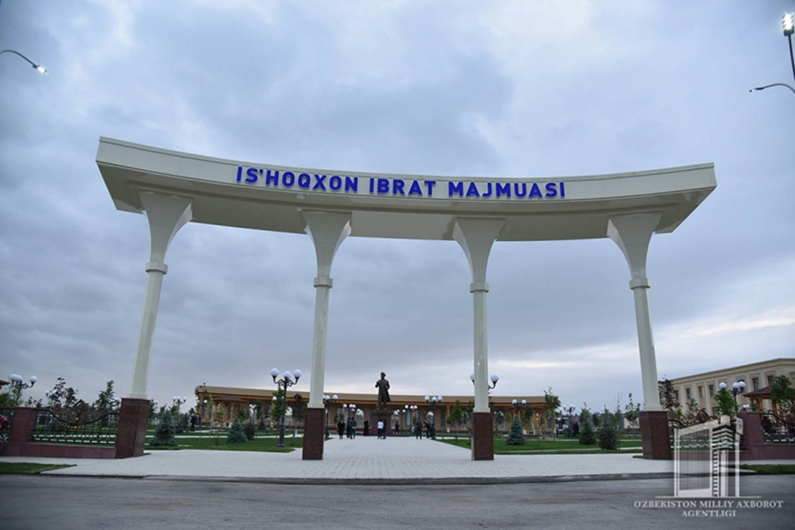 IS'HOQXON IBRAT MAJMUASI
O'ZBEKISTON MILLIY AXBOROT
AGENTLIGI